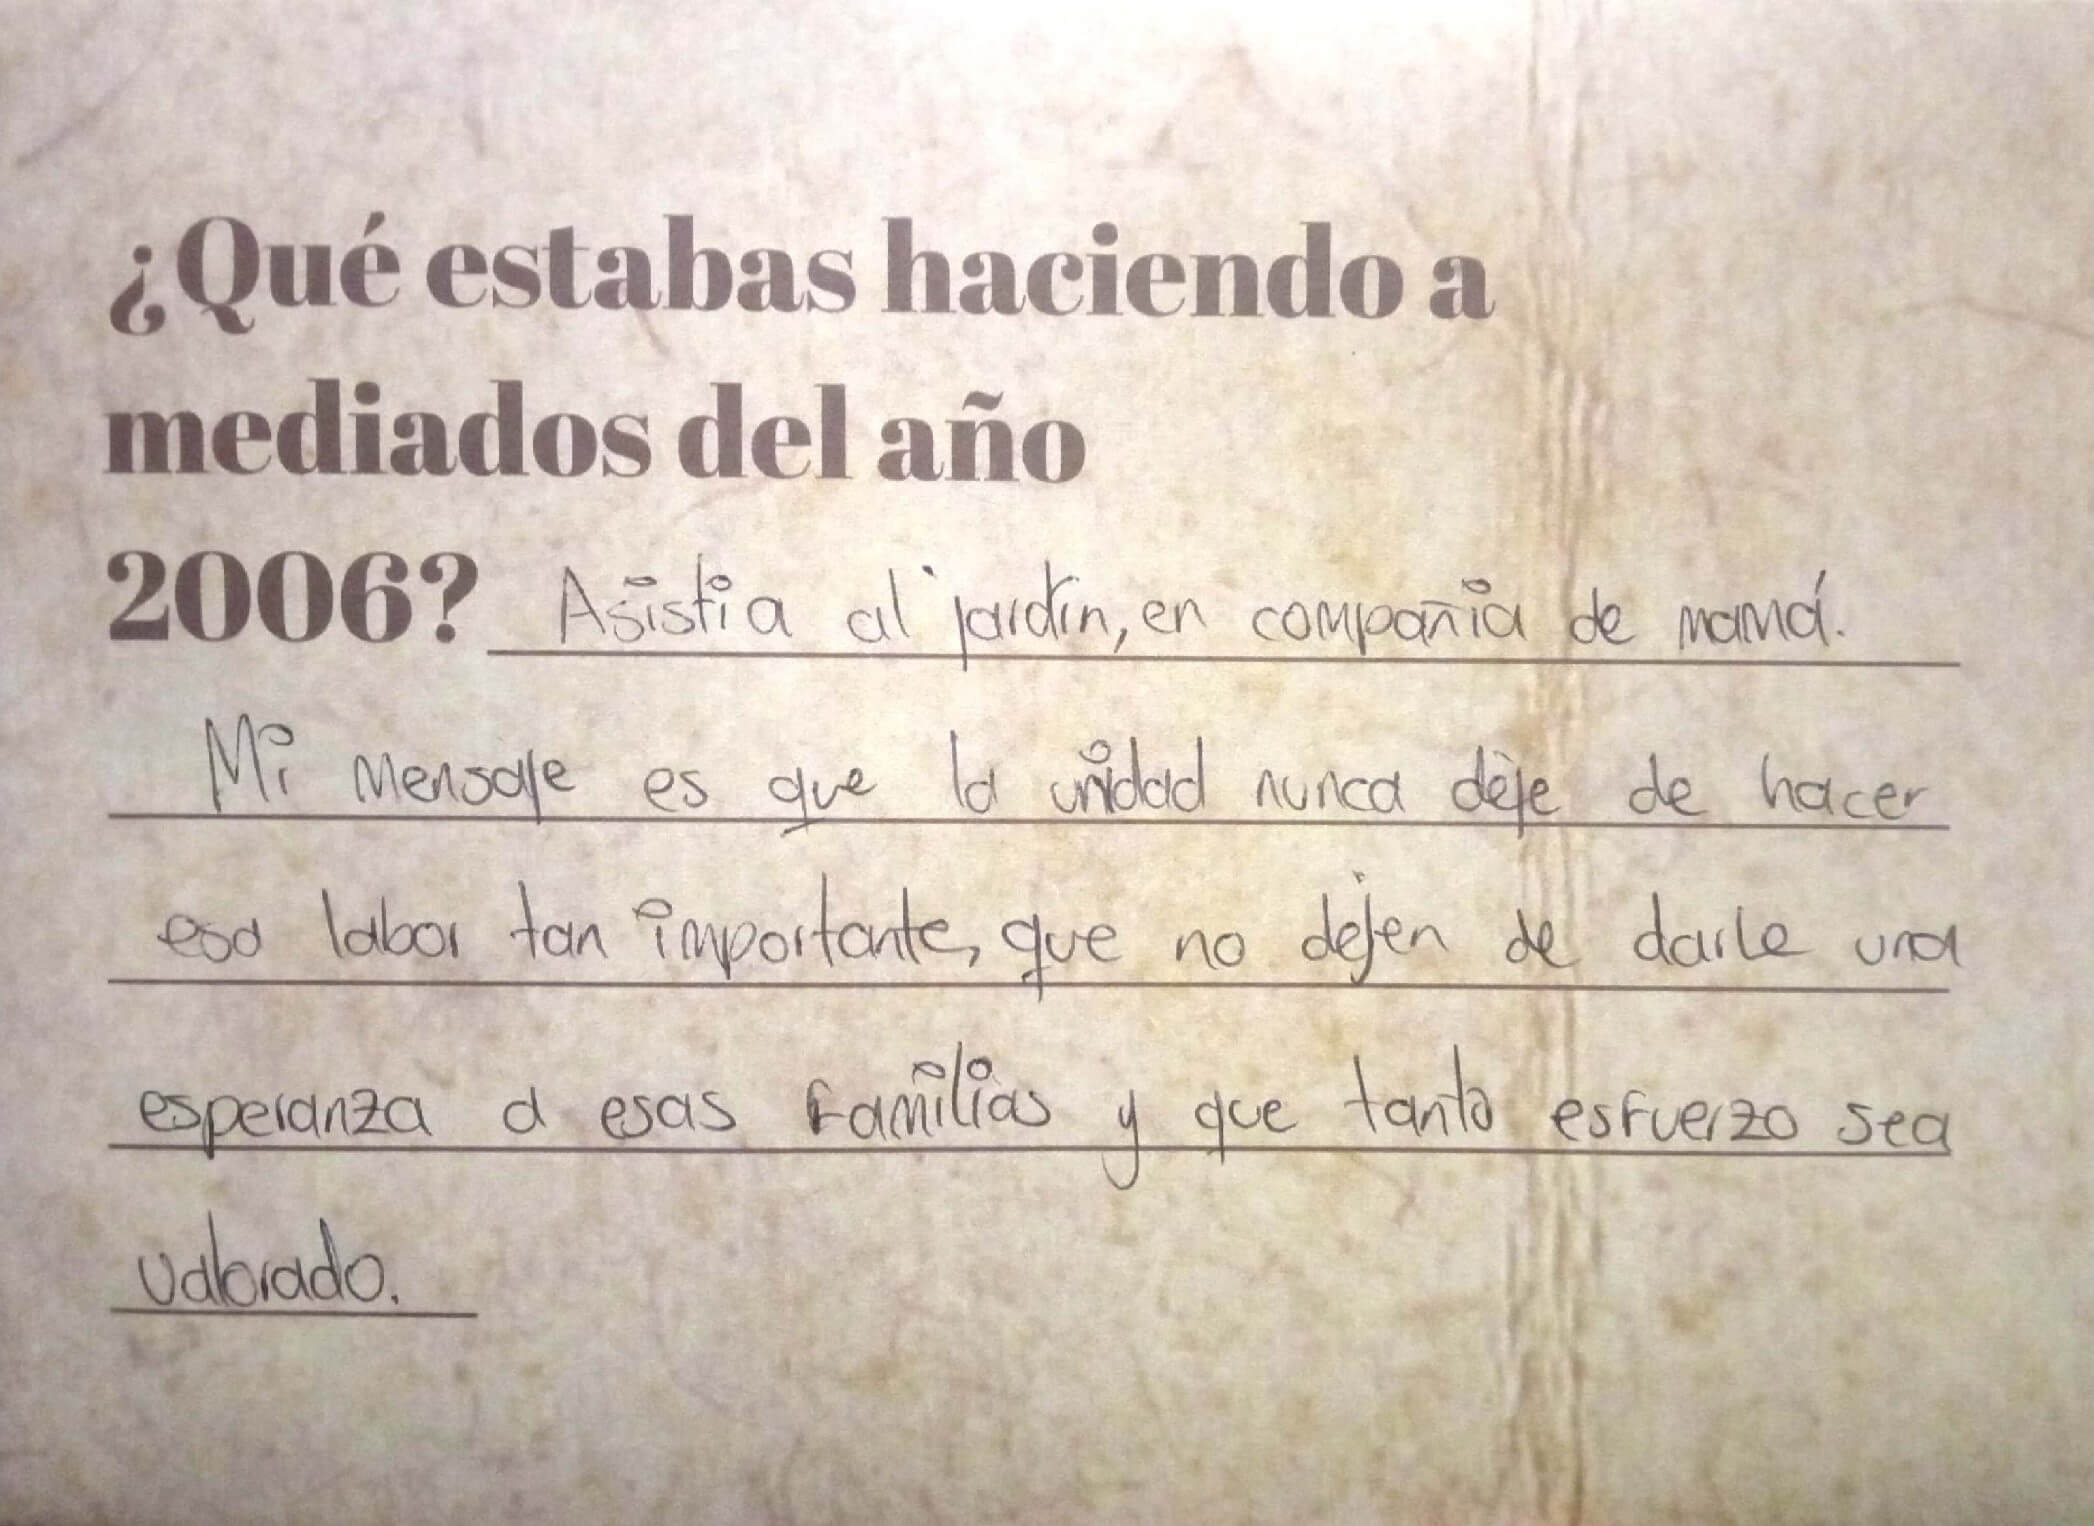 ¿Qué estabas haciendo a
mediados del año
2006? Asistia al jardín, en compañia de mamá.
Mi mensaje es que la unidad nunca deje de hacer
esa labor tan importante, que no dejen de darle una
esperanza a esas familias y que tanto esfuerzo sea
valorado.